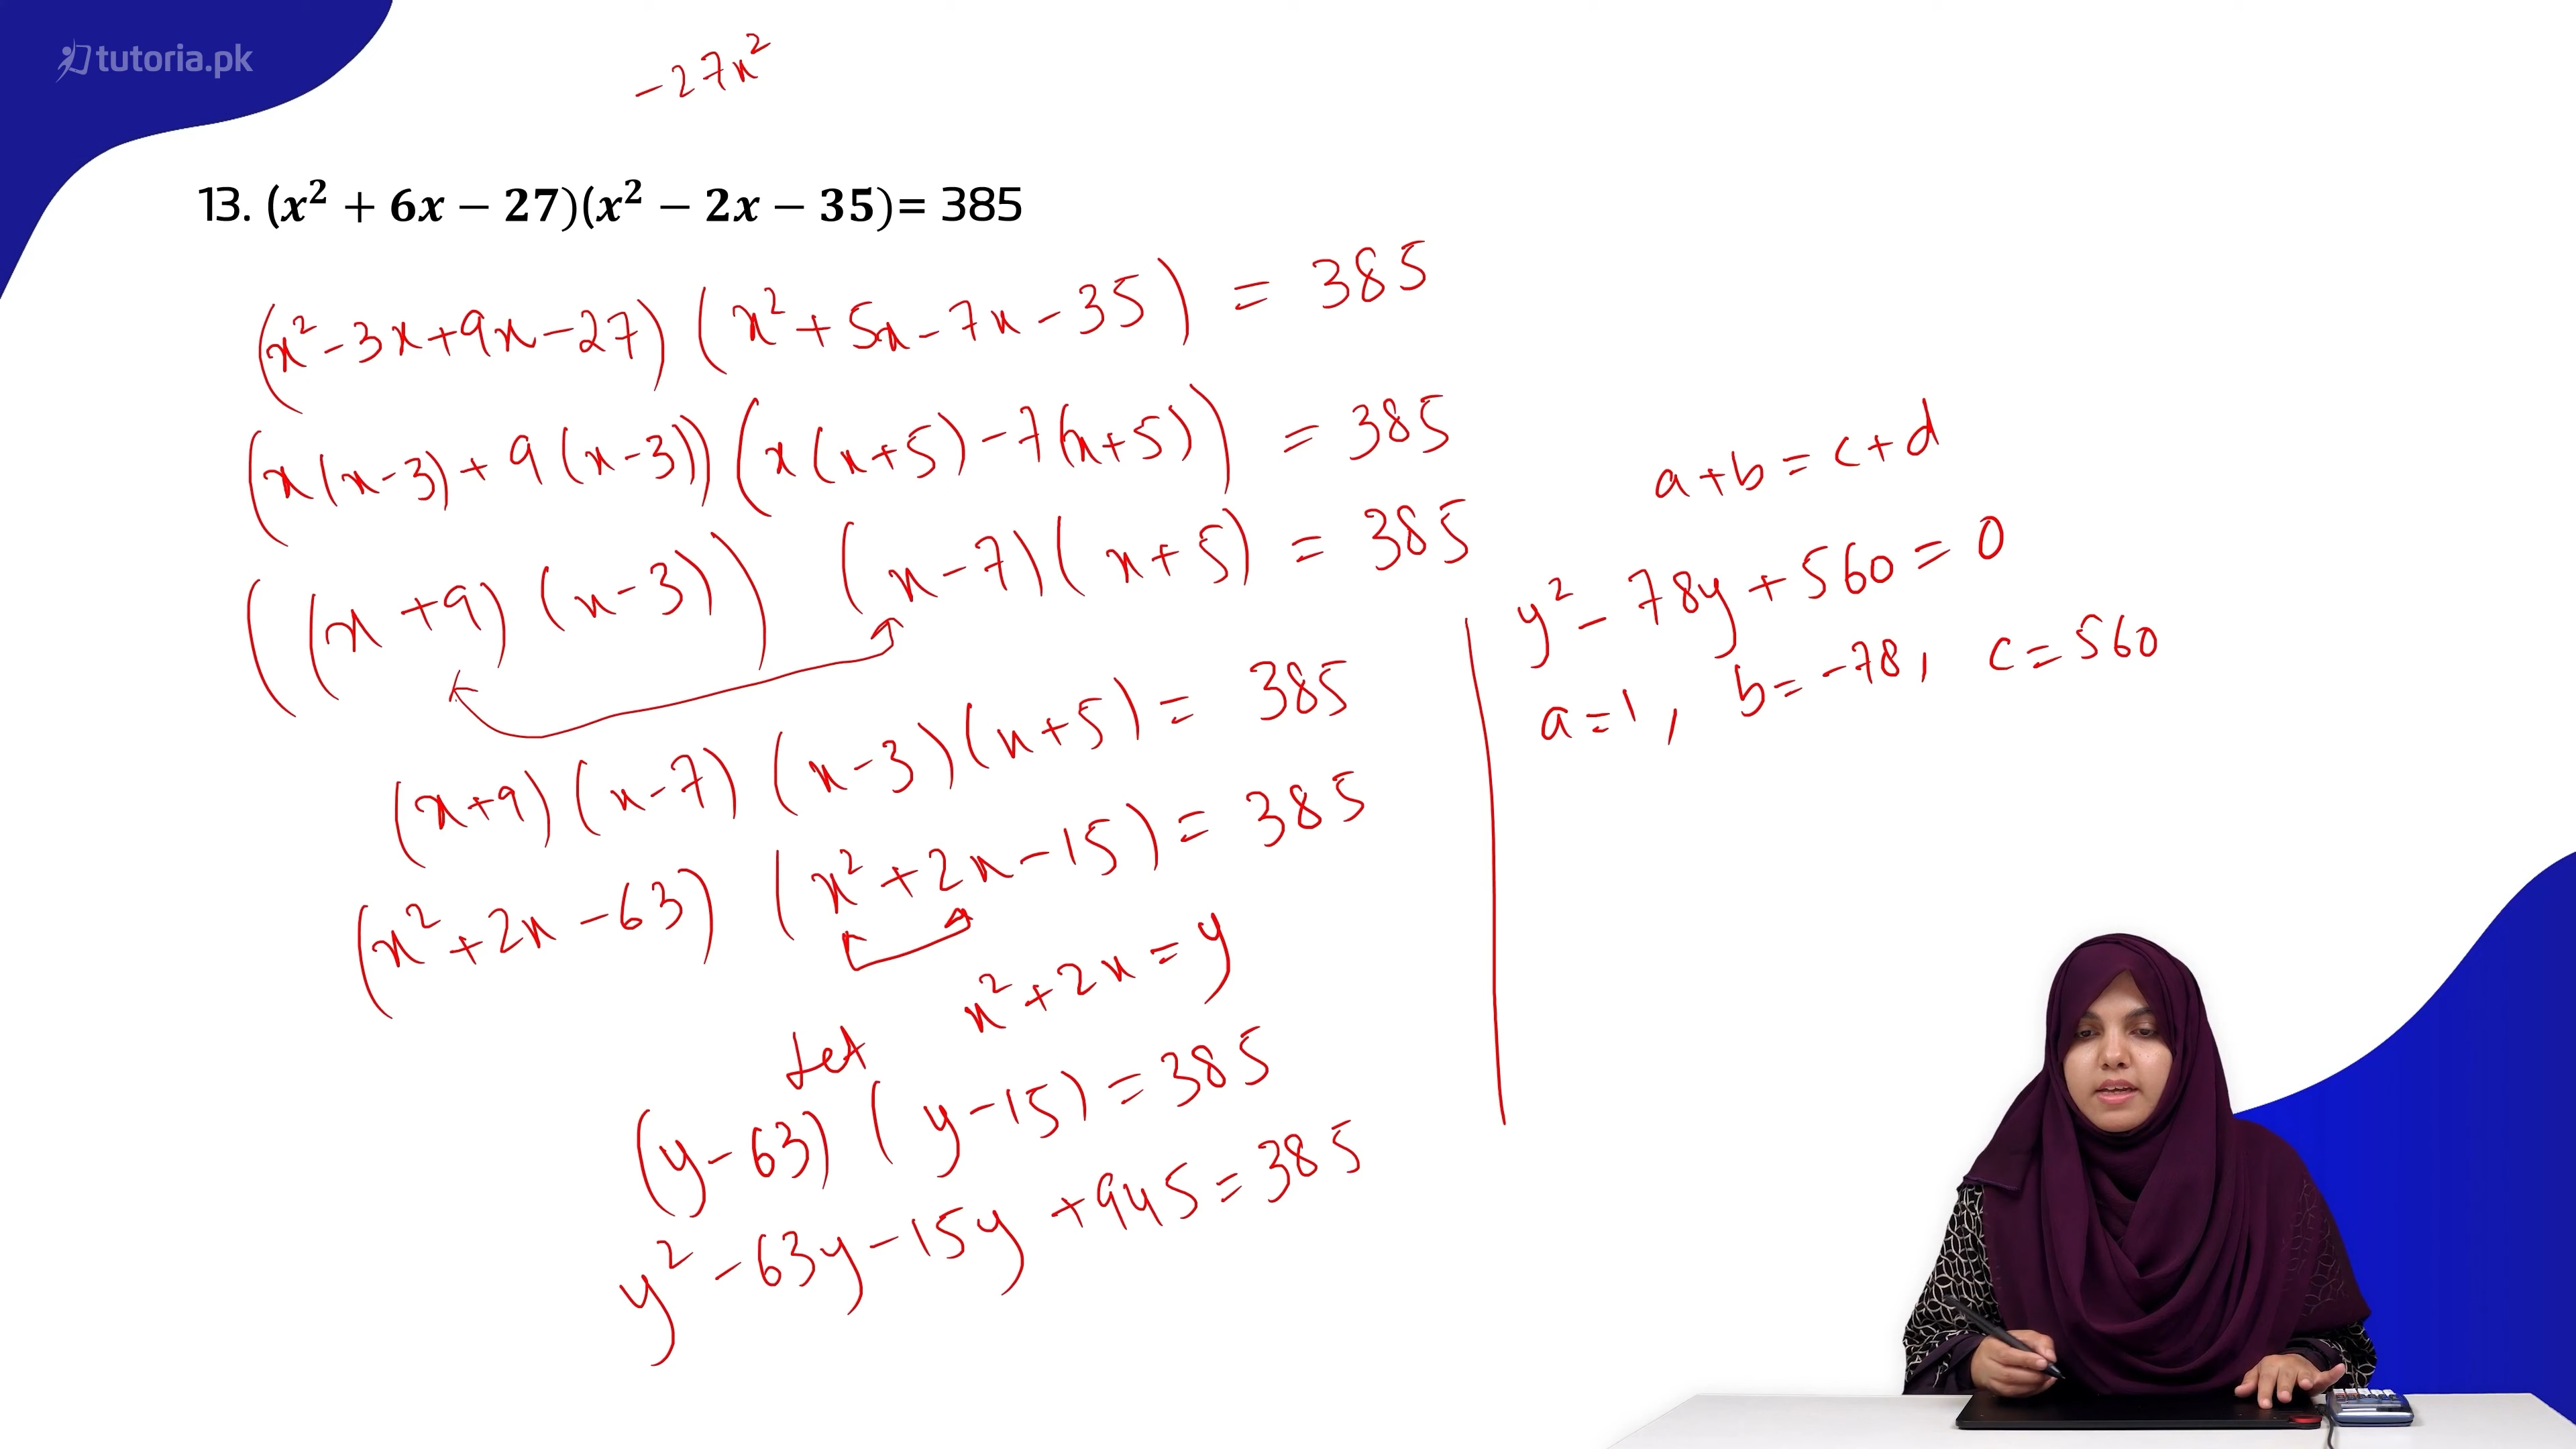 tutoria.pk
-27x²
13. (x² + 6x − 27)(x² − 2x − 35)= 385
(x²-3x+9x-27) (x²+5x-7x-35) = 385
(x(x-3)+9(x-3)) (x(x+5)-7(x+5)) = 385
((x+9)(x-3)) (x-7)(x+5) = 385
(x+9)(x-7)(x-3)(x+5) = 385
(x²+2x-63) (x²+2x-15) = 385
Let x²+2x = y
(y-63) (y-15) = 385
y²-63y-15y+945 = 385
a+b = c+d
y²-78y+560 = 0
a=1, b=-78, c=560